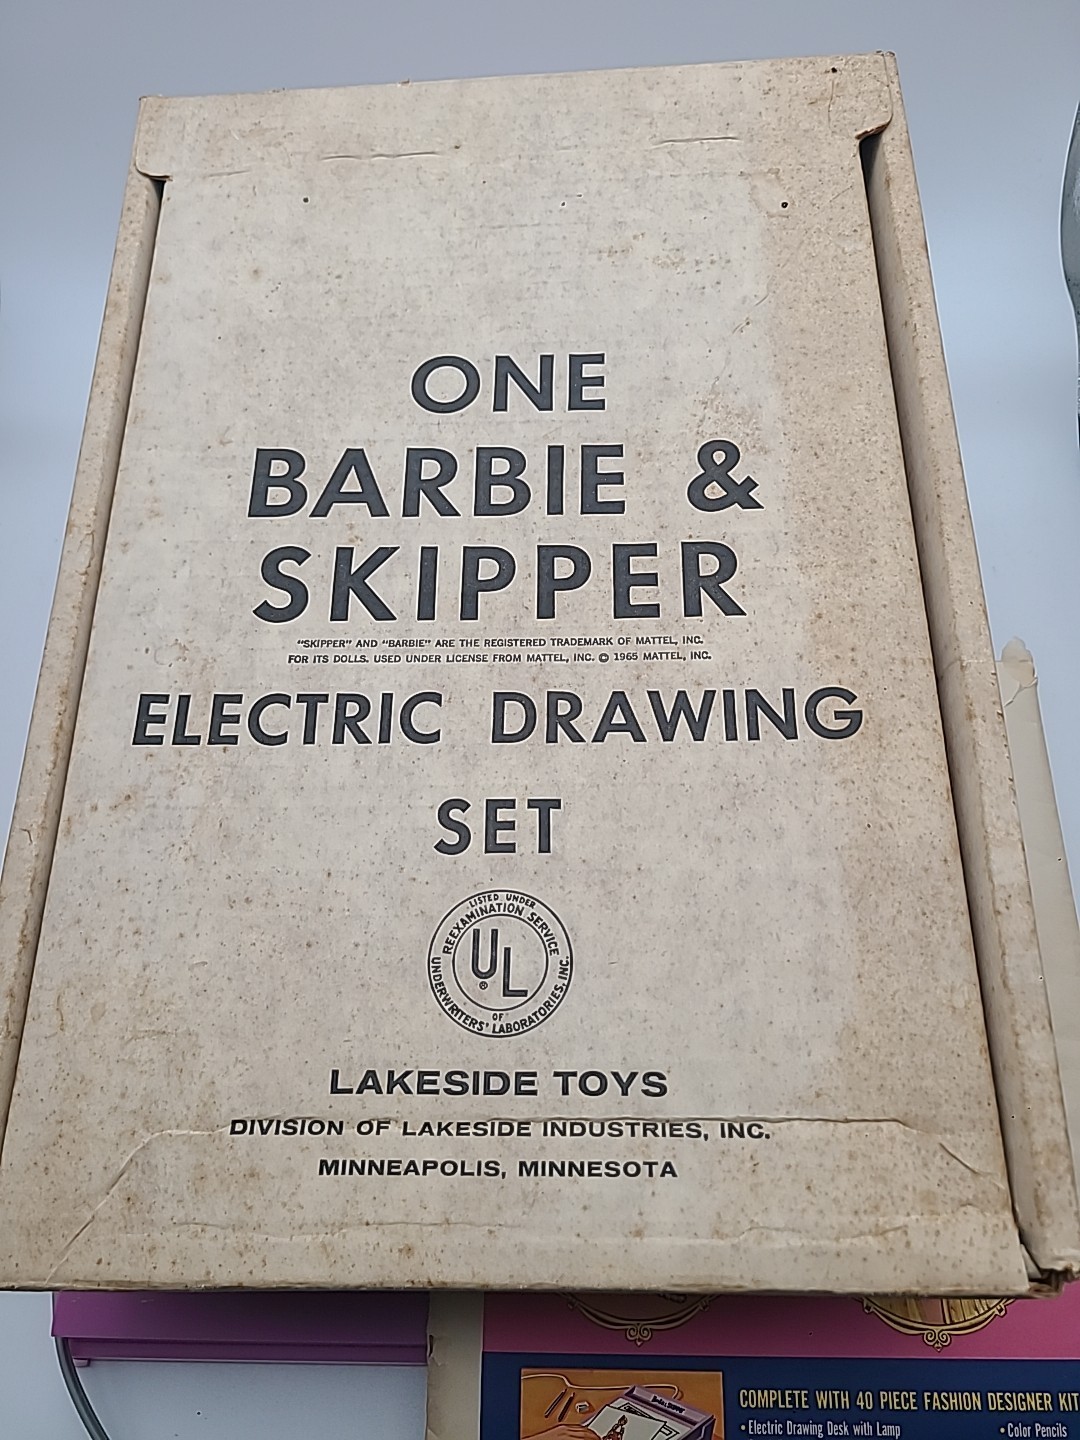 ONE
BARBIE &
SKIPPER
"SKIPPER" AND "BARBIE" ARE THE REGISTERED TRADEMARK OF MATTEL, INC.
FOR ITS DOLLS. USED UNDER LICENSE FROM MATTEL, INC. © 1965 MATTEL, INC.
ELECTRIC DRAWING
SET
LISTED UNDER
REEXAMINATION SERVICE
UL®
OF
UNDERWRITERS' LABORATORIES, INC.
LAKESIDE TOYS
DIVISION OF LAKESIDE INDUSTRIES, INC.
MINNEAPOLIS, MINNESOTA
COMPLETE WITH 40 PIECE FASHION DESIGNER KIT
• Electric Drawing Desk with Lamp
• Color Pencils